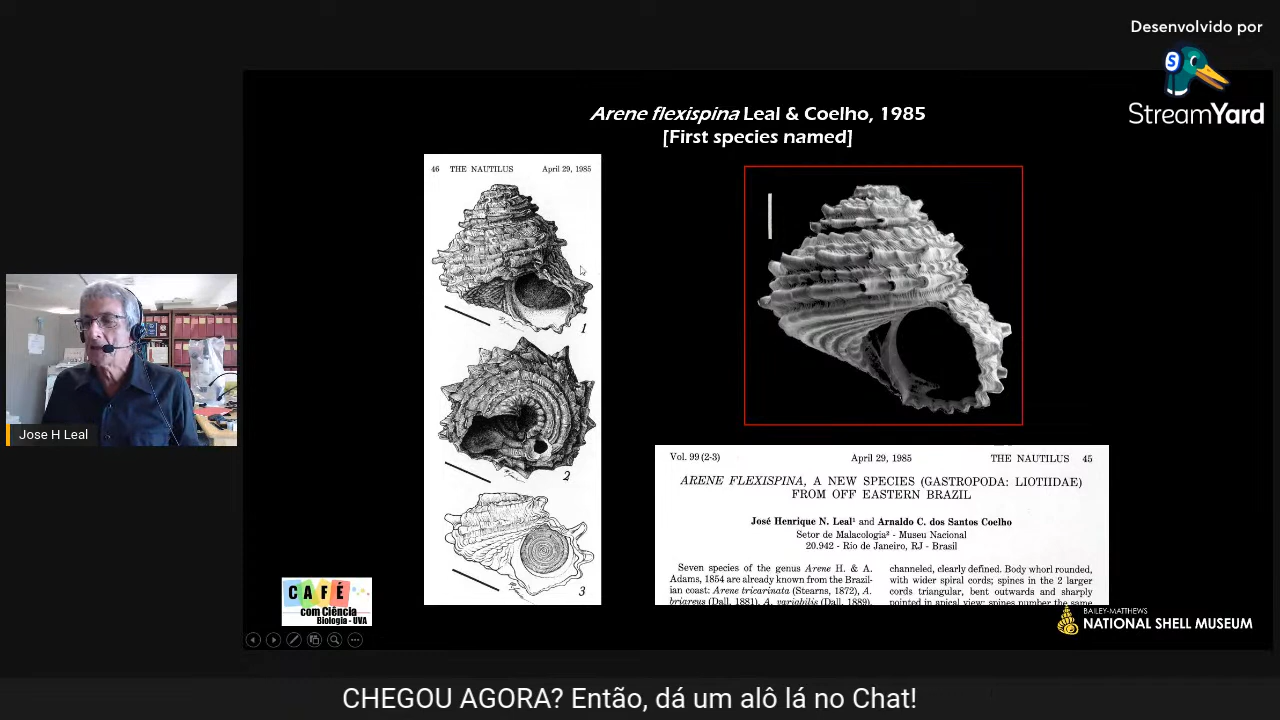 Desenvolvido por
StreamYard
Arene flexispina Leal & Coelho, 1985
[First species named]
46 THE NAUTILUS April 29, 1985
1
2
3
Jose H Leal
Vol. 99 (2-3) April 29, 1985 THE NAUTILUS 45
ARENE FLEXISPINA, A NEW SPECIES (GASTROPODA: LIOTIIDAE)
FROM OFF EASTERN BRAZIL
José Henrique N. Leal¹ and Arnaldo C. dos Santos Coelho
Setor de Malacologia² - Museu Nacional
20.942 - Rio de Janeiro, RJ - Brasil
Seven species of the genus Arene H. & A.
Adams, 1854 are already known from the Brazil-
ian coast: Arene tricarinata (Stearns, 1872), A.
briareus (Dall, 1881), A. variabilis (Dall, 1889),
channeled, clearly defined. Body whorl rounded,
with wider spiral cords; spines in the 2 larger
cords triangular, bent outwards and sharply
pointed in apical view; spines number the same
CAFÉ
com Ciência
Biologia - UVA
BAILEY-MATTHEWS
NATIONAL SHELL MUSEUM
CHEGOU AGORA? Então, dá um alô lá no Chat!